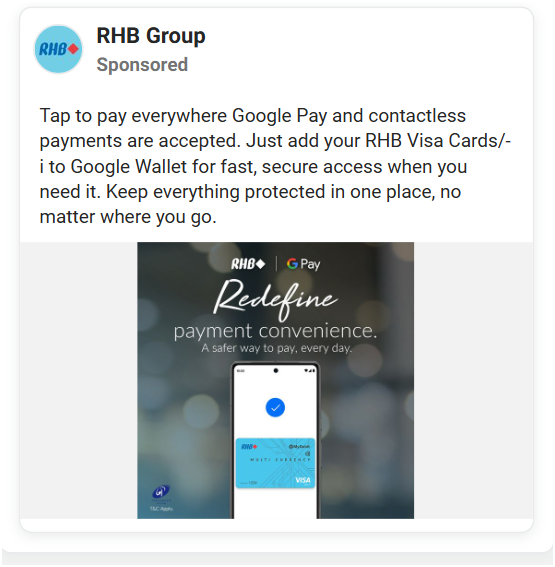 RHB
RHB Group
Sponsored
Tap to pay everywhere Google Pay and contactless
payments are accepted. Just add your RHB Visa Cards/-
i to Google Wallet for fast, secure access when you
need it. Keep everything protected in one place, no
matter where you go.
RHB G Pay
Redefine
payment convenience.
A safer way to pay, every day.
RHB
MULTI CURRENCY
VISA
T&C Apply